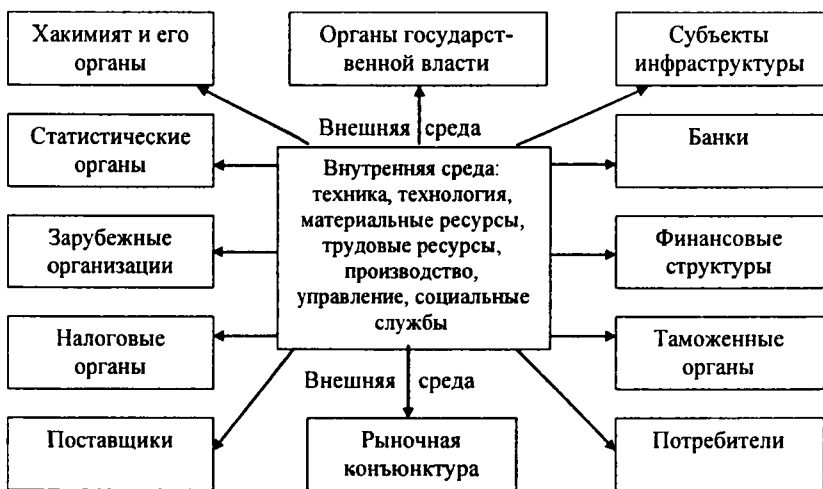 Хакимият и его
органы
Органы государст-
венной власти
Субъекты
инфраструктуры
Внешняя среда
Статистические
органы
Внутренняя среда:
техника, технология,
материальные ресурсы,
трудовые ресурсы,
производство,
управление, социальные
службы
Банки
Зарубежные
организации
Финансовые
структуры
Налоговые
органы
Таможенные
органы
Внешняя среда
Поставщики
Рыночная
конъюнктура
Потребители